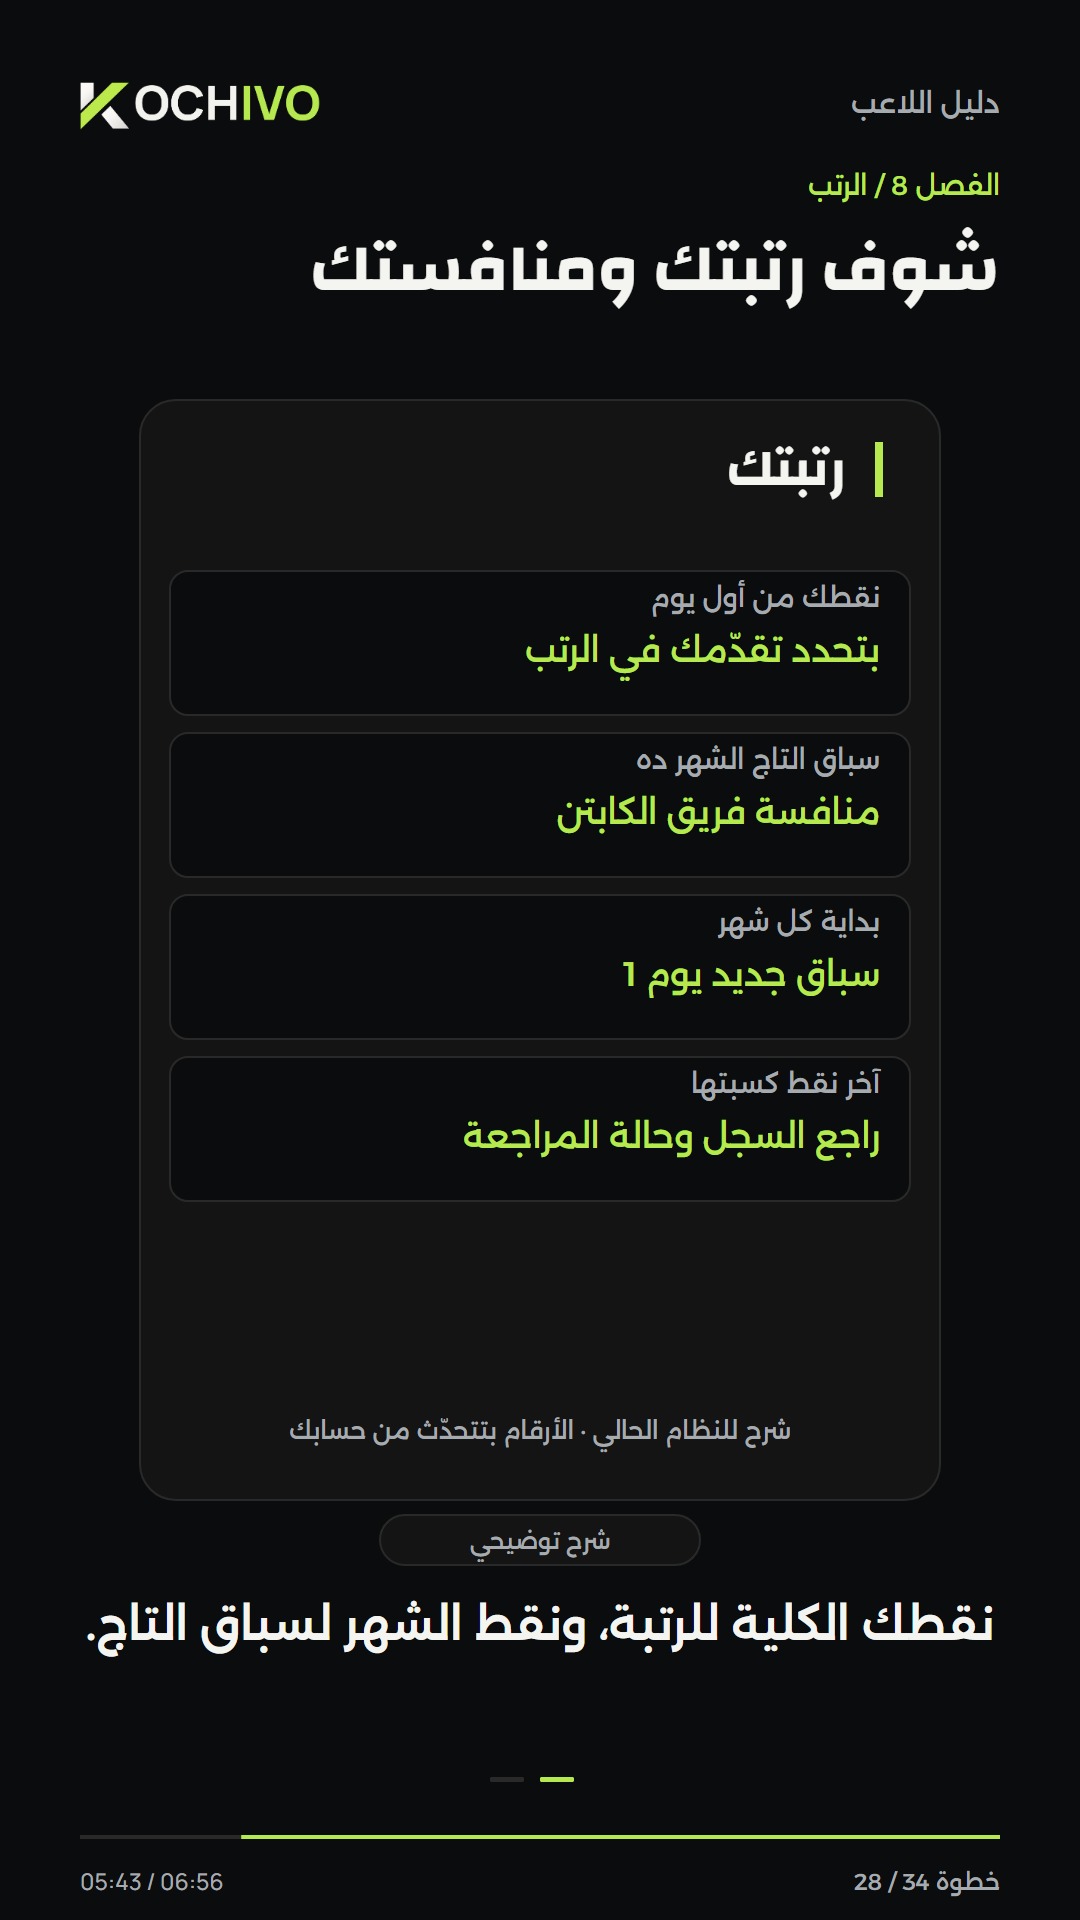 KOCHIVO
دليل اللاعب
الفصل 8 / الرتب
شوف رتبتك ومنافستك
رتبتك
نقطك من أول يوم
بتحدد تقدّمك في الرتب
سباق التاج الشهر ده
منافسة فريق الكابتن
بداية كل شهر
سباق جديد يوم 1
آخر نقط كسبتها
راجع السجل وحالة المراجعة
شرح للنظام الحالي · الأرقام بتتحدّث من حسابك
شرح توضيحي
نقطك الكلية للرتبة، ونقط الشهر لسباق التاج.
خطوة 34 / 28
05:43 / 06:56